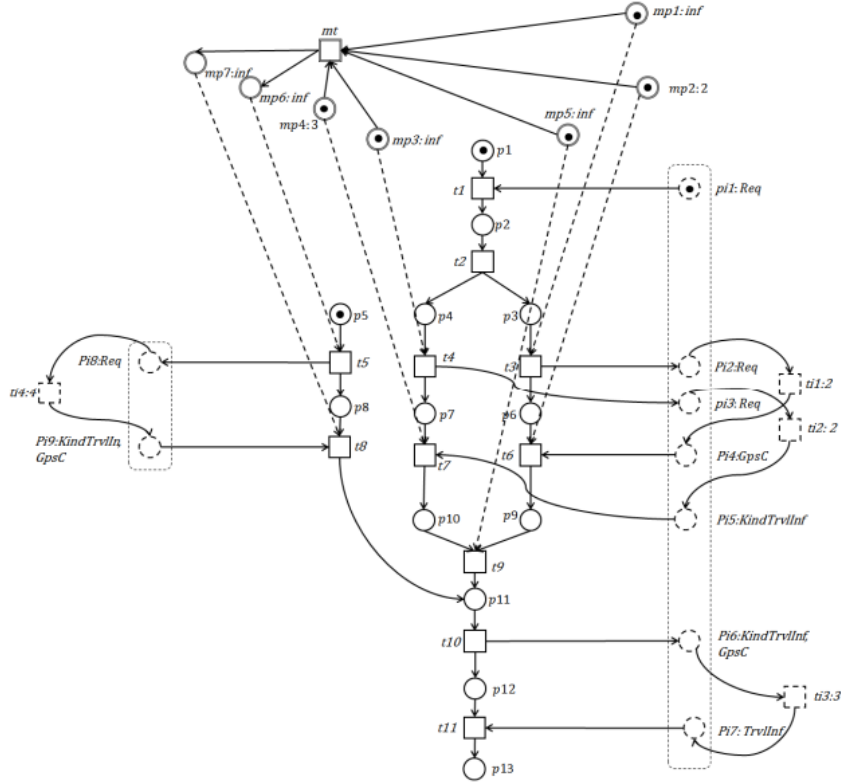 mp1: inf
mt
mp7:inf
mp6: inf
mp2: 2
mp4: 3
mp3: inf
mp5: inf
p1
t1
pi1: Req
p2
t2
p5
p4
p3
Pi8:Req
t5
t4
t3
Pi2:Req
ti1:2
ti4:4
pi3: Req
p8
p7
p6
ti2: 2
Pi9:KindTrvlIn,
GpsC
t8
t7
t6
Pi4:GpsC
p10
p9
Pi5:KindTrvlInf
t9
p11
t10
Pi6:KindTrvlInf,
GpsC
p12
ti3:3
t11
Pi7: TrvlInf
p13